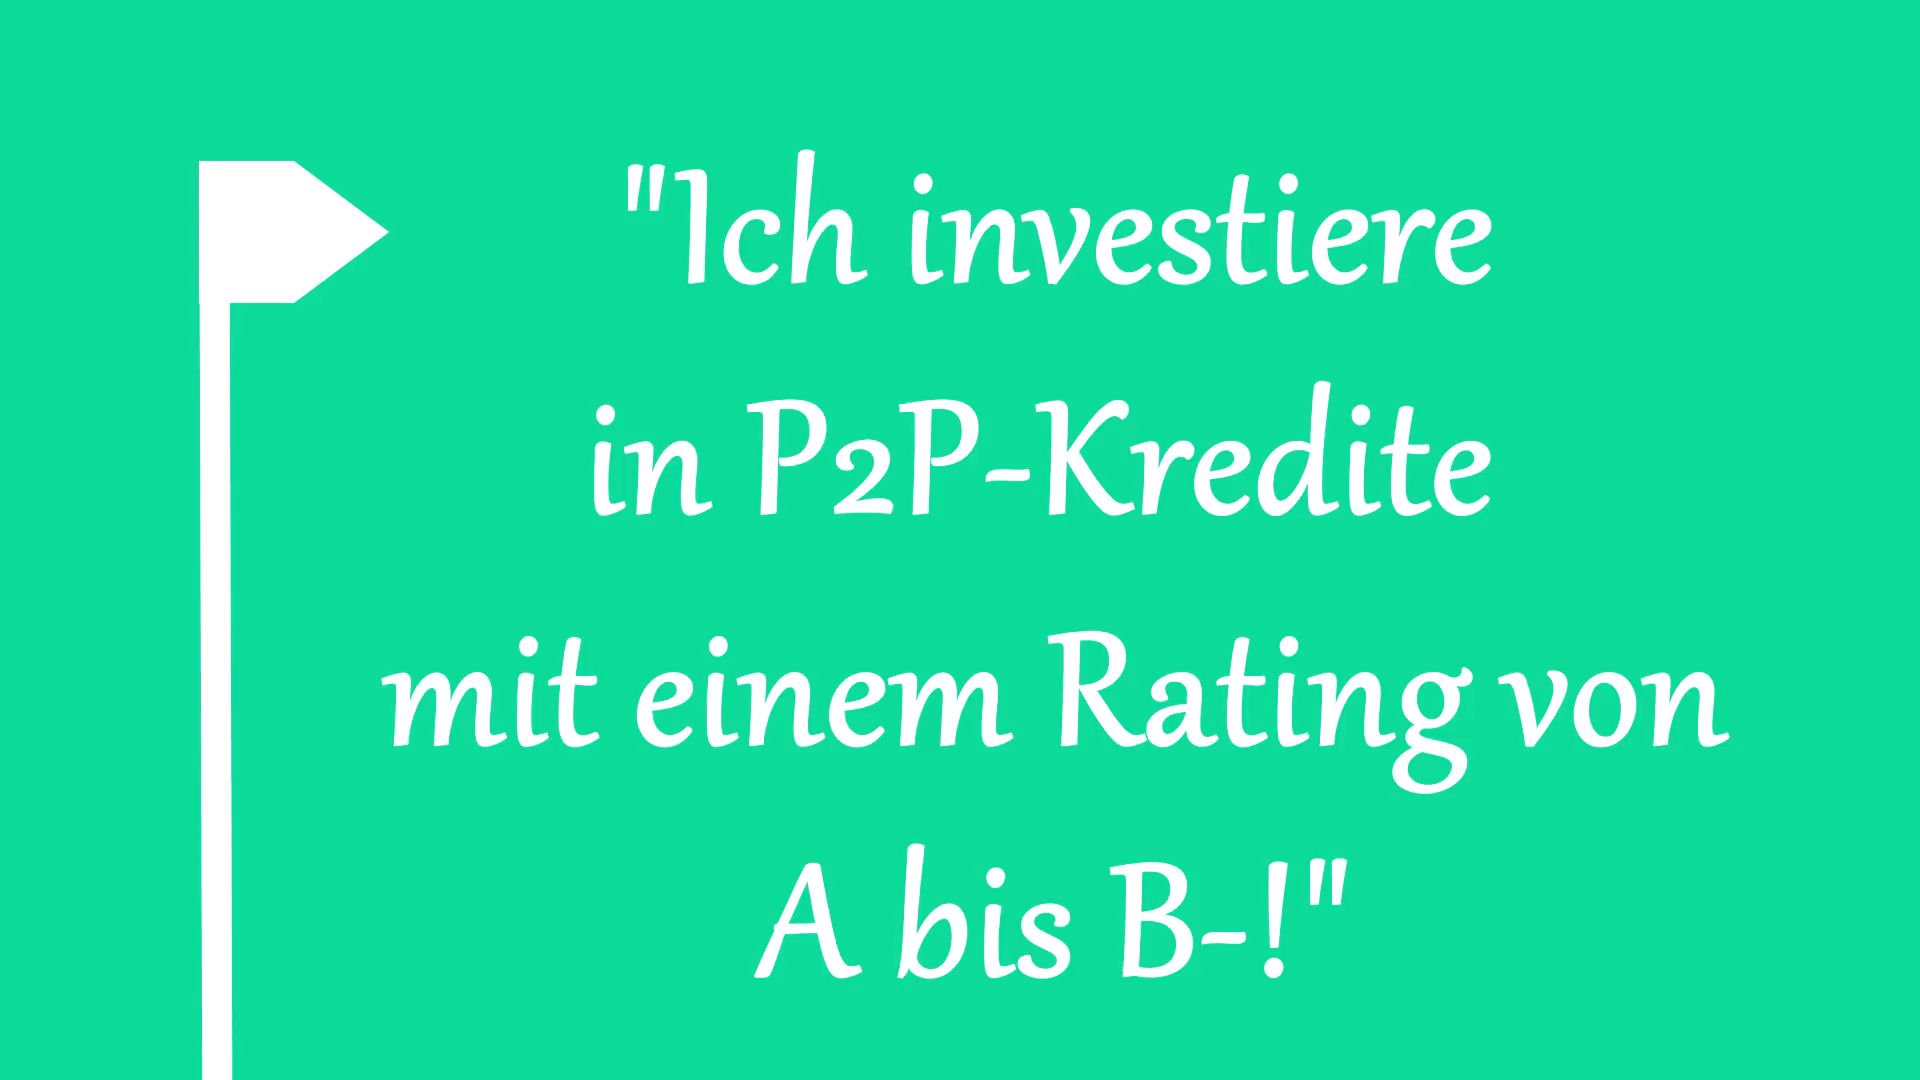 "Ich investiere
in P2P-Kredite
mit einem Rating von
A bis B-!"